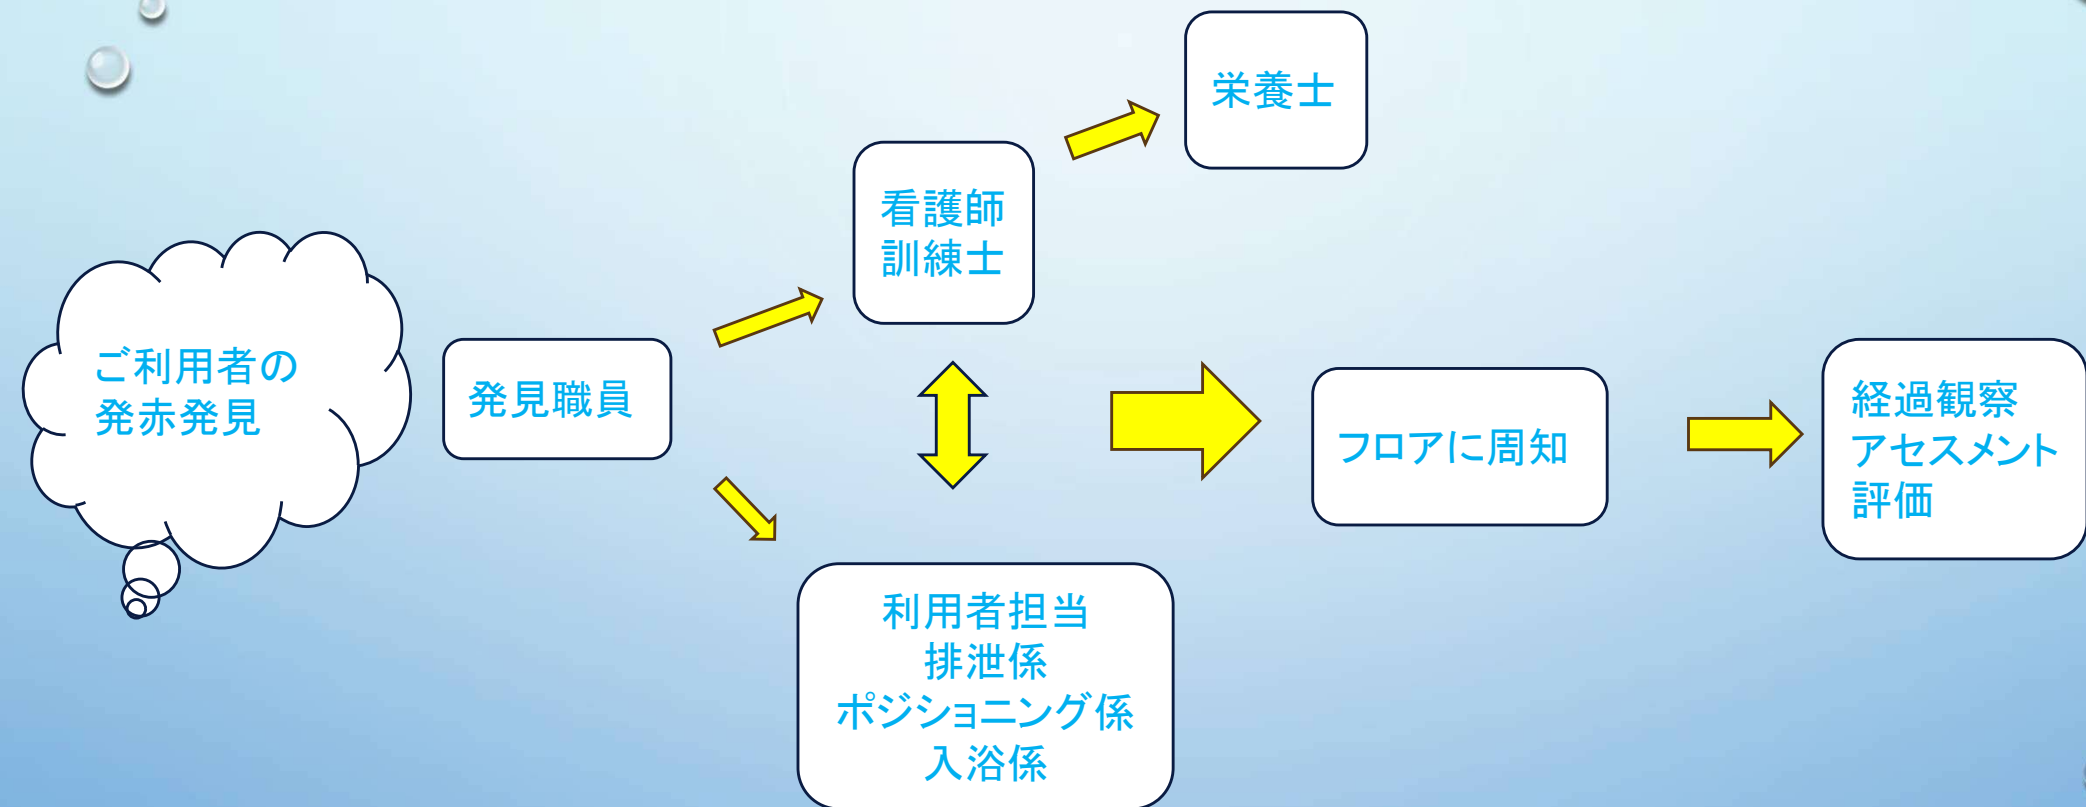 ご利用者の
発赤発見
発見職員
看護師
訓練士
栄養士
利用者担当
排泄係
ポジショニング係
入浴係
フロアに周知
経過観察
アセスメント
評価